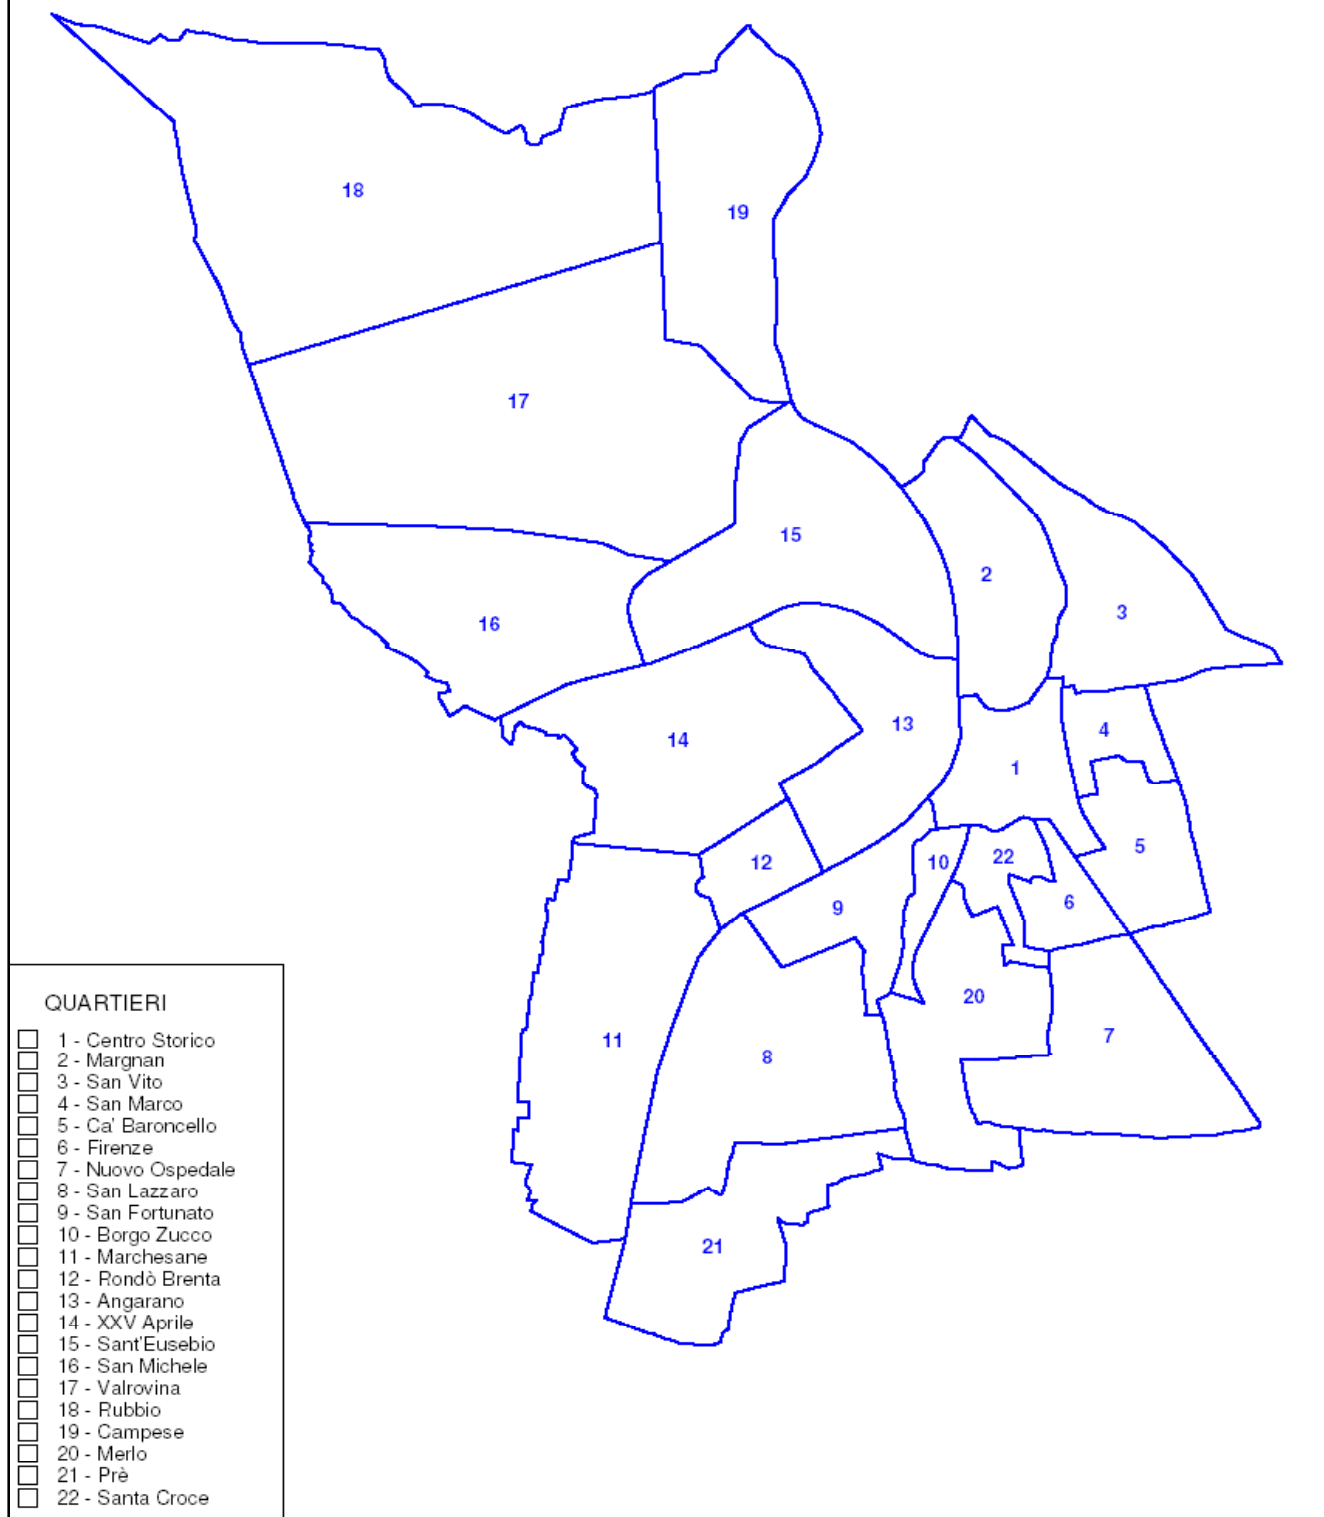 18
19
17
15
2
3
16
13
4
14
1
5
22
10
12
6
9
20
7
11
8
21
QUARTIERI
1 - Centro Storico
2 - Margnan
3 - San Vito
4 - San Marco
5 - Ca' Baroncello
6 - Firenze
7 - Nuovo Ospedale
8 - San Lazzaro
9 - San Fortunato
10 - Borgo Zucco
11 - Marchesane
12 - Rondò Brenta
13 - Angarano
14 - XXV Aprile
15 - Sant'Eusebio
16 - San Michele
17 - Valrovina
18 - Rubbio
19 - Campese
20 - Merlo
21 - Prè
22 - Santa Croce